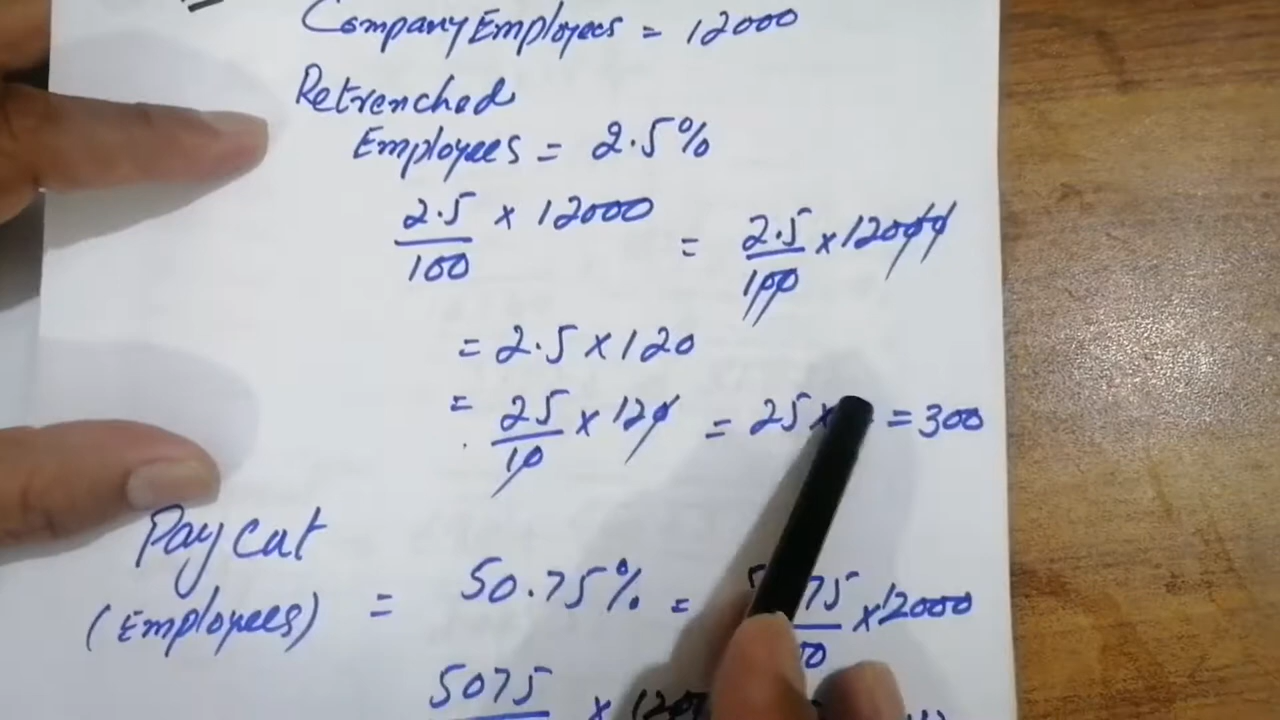 Company Employees = 12000
Retrenched
Employees = 2.5%
2.5/100 × 12000 = 2.5/100 × 12000
= 2.5 × 120
= 25/10 × 120 = 25 × = 300
Pay cut
(Employees) = 50.75% = 75 × 12000
5075 ×